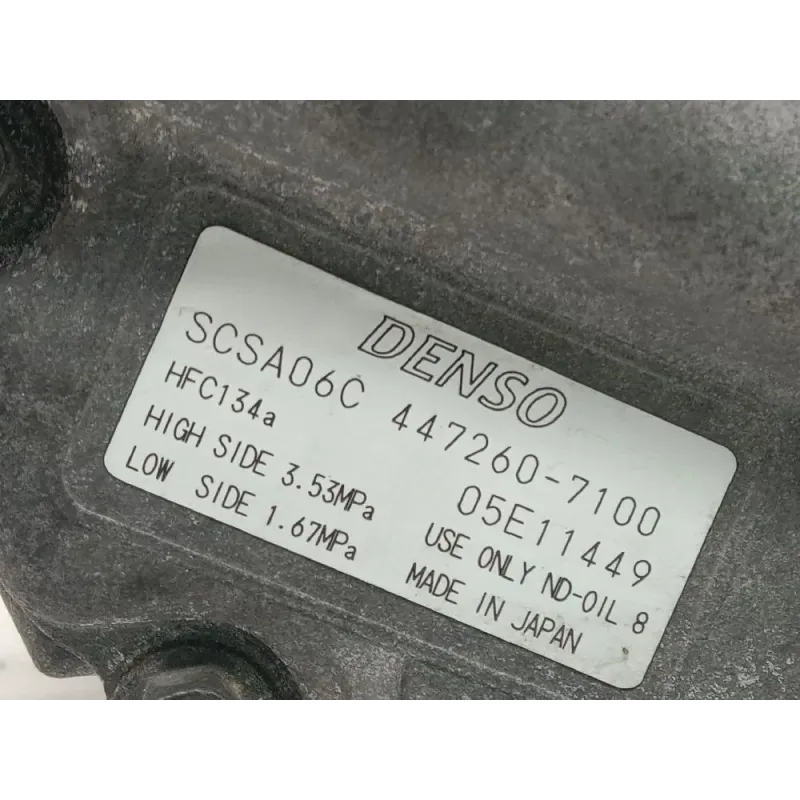 DENSO
SCSA06C 447260-7100
HFC134a 05E11449
HIGH SIDE 3.53MPa USE ONLY ND-OIL 8
LOW SIDE 1.67MPa MADE IN JAPAN